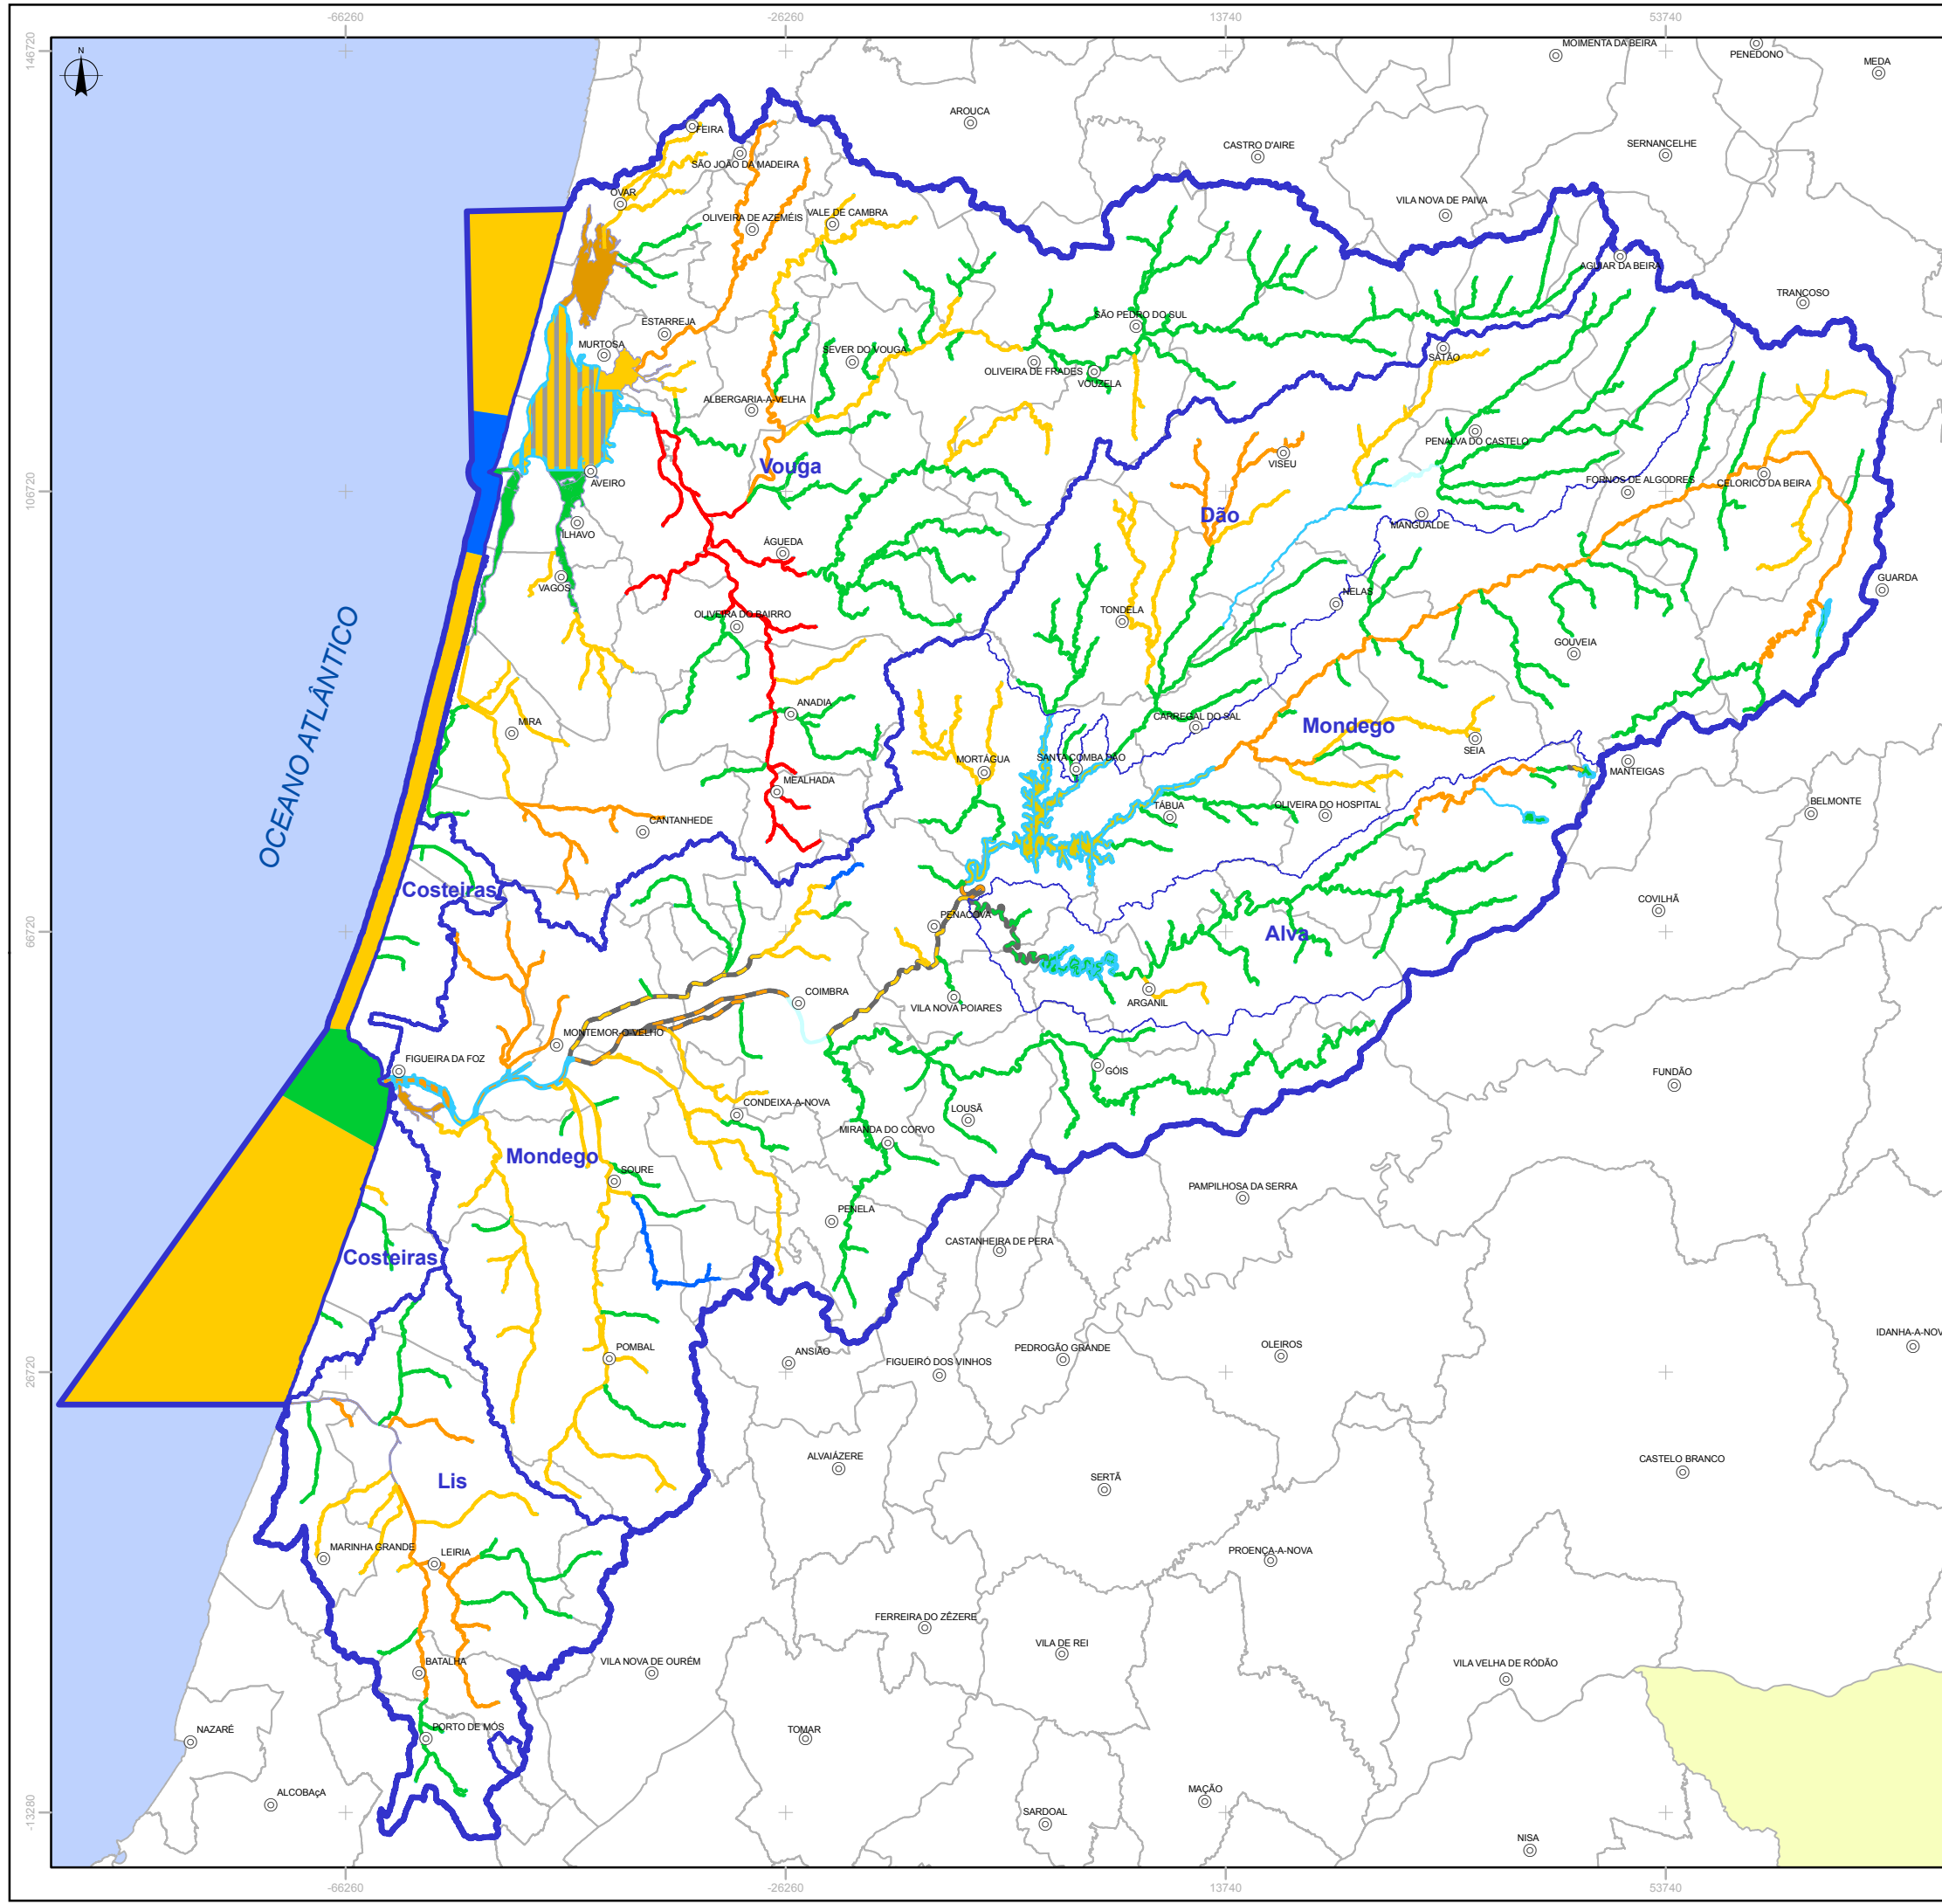 -66260
-26260
13740
53740
146720
N
MOIMENTA DA BEIRA
PENEDONO
MEDA
AROUCA
FEIRA
CASTRO D'AIRE
SERNANCELHE
SÃO JOÃO DA MADEIRA
OVAR
VILA NOVA DE PAIVA
OLIVEIRA DE AZEMÉIS
VALE DE CAMBRA
AGUIAR DA BEIRA
TRANCOSO
SÃO PEDRO DO SUL
ESTARREJA
MURTOSA
SEVER DO VOUGA
SATÃO
OLIVEIRA DE FRADES
VOUZELA
ALBERGARIA-A-VELHA
PENALVA DO CASTELO
VISEU
Vouga
106720
AVEIRO
FORNOS DE ALGODRES
CELORICO DA BEIRA
Dão
MANGUALDE
ILHAVO
ÁGUEDA
GUARDA
VAGOS
NELAS
TONDELA
OLIVEIRA DO BAIRRO
GOUVEIA
OCEANO ATLÂNTICO
ANADIA
MIRA
CARREGAL DO SAL
Mondego
SEIA
MORTÁGUA
SANTA COMBA DÃO
MANTEIGAS
MEALHADA
TÁBUA
OLIVEIRA DO HOSPITAL
BELMONTE
CANTANHEDE
Costeiras
COVILHÃ
PENACOVA
66720
Alva
COIMBRA
ARGANIL
VILA NOVA POIARES
MONTEMOR-O-VELHO
FIGUEIRA DA FOZ
GÓIS
FUNDÃO
CONDEIXA-A-NOVA
LOUSÃ
MIRANDA DO CORVO
Mondego
SOURE
PAMPILHOSA DA SERRA
PENELA
CASTANHEIRA DE PERA
Costeiras
IDANHA-A-NOV
OLEIROS
POMBAL
PEDROGÃO GRANDE
ANSIÃO
FIGUEIRÓ DOS VINHOS
26720
ALVAIÁZERE
CASTELO BRANCO
Lis
SERTÃ
MARINHA GRANDE
LEIRIA
PROENÇA-A-NOVA
FERREIRA DO ZÊZERE
VILA DE REI
BATALHA
VILA NOVA DE OURÉM
VILA VELHA DE RÓDÃO
NAZARÉ
PORTO DE MÓS
TOMAR
ALCOBAçA
MAÇÃO
SARDOAL
-13280
NISA
-66260
-26260
13740
53740